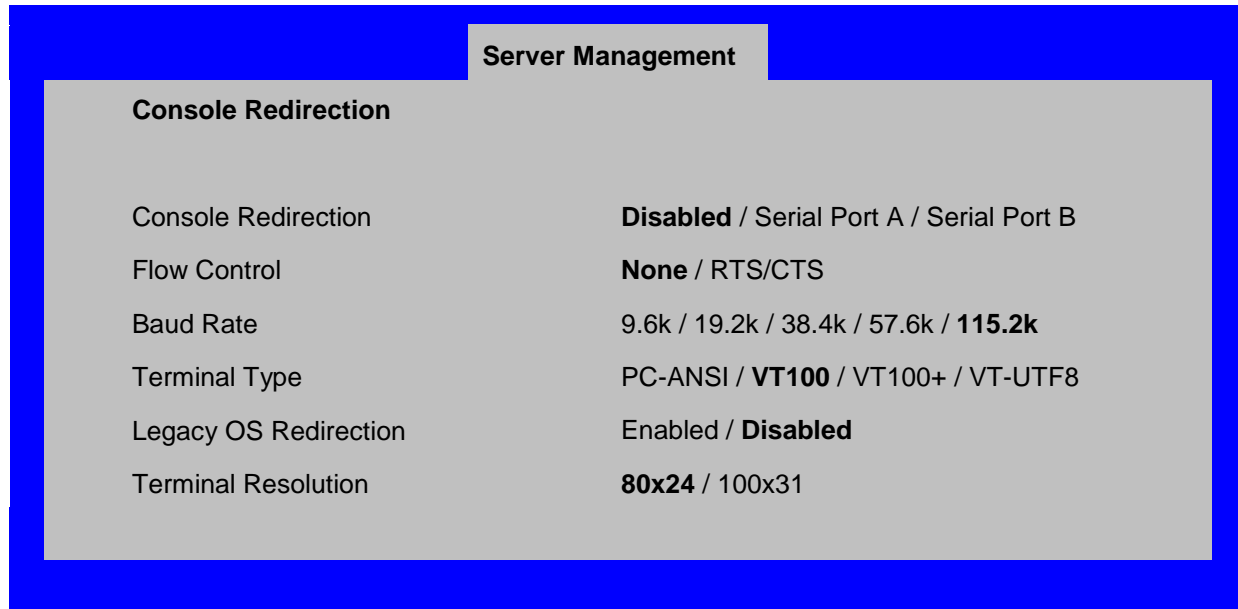 Server Management
Console Redirection
Console Redirection Disabled / Serial Port A / Serial Port B
Flow Control None / RTS/CTS
Baud Rate 9.6k / 19.2k / 38.4k / 57.6k / 115.2k
Terminal Type PC-ANSI / VT100 / VT100+ / VT-UTF8
Legacy OS Redirection Enabled / Disabled
Terminal Resolution 80x24 / 100x31